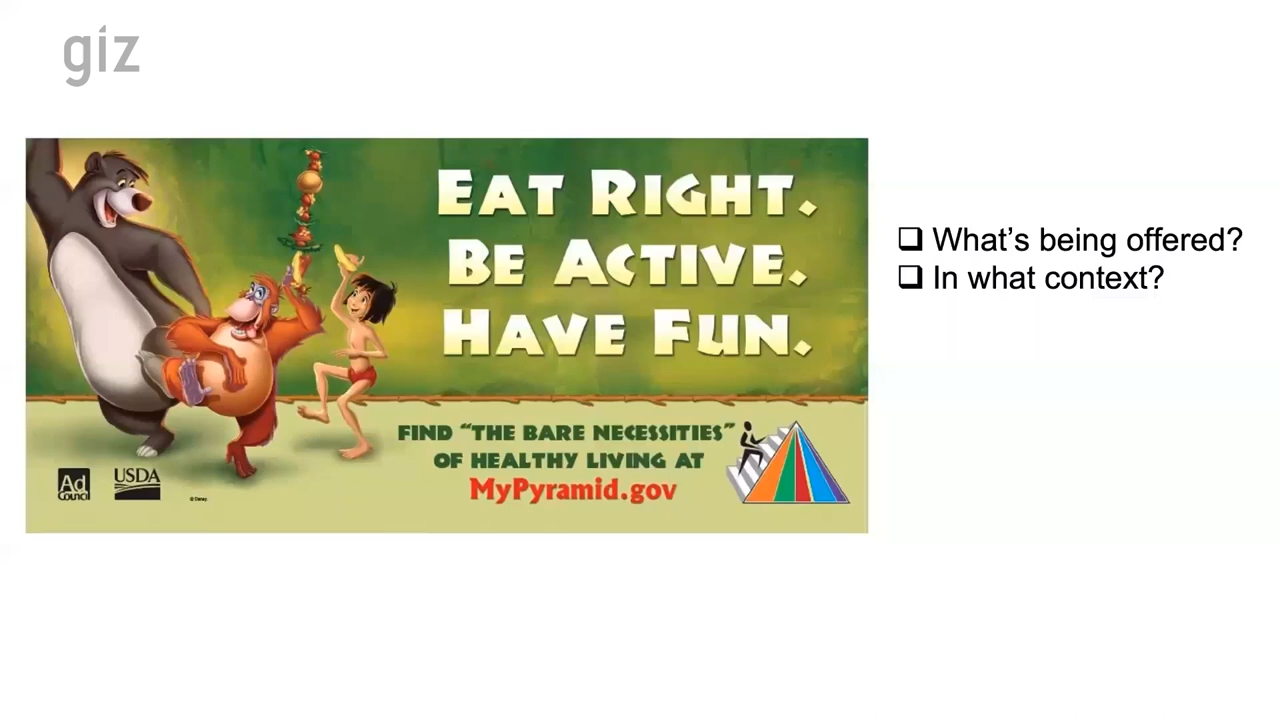 giz
EAT RIGHT.
BE ACTIVE.
HAVE FUN.
FIND “THE BARE NECESSITIES”
OF HEALTHY LIVING AT
MyPyramid.gov
Ad
Council
USDA
© Disney
What’s being offered?
In what context?